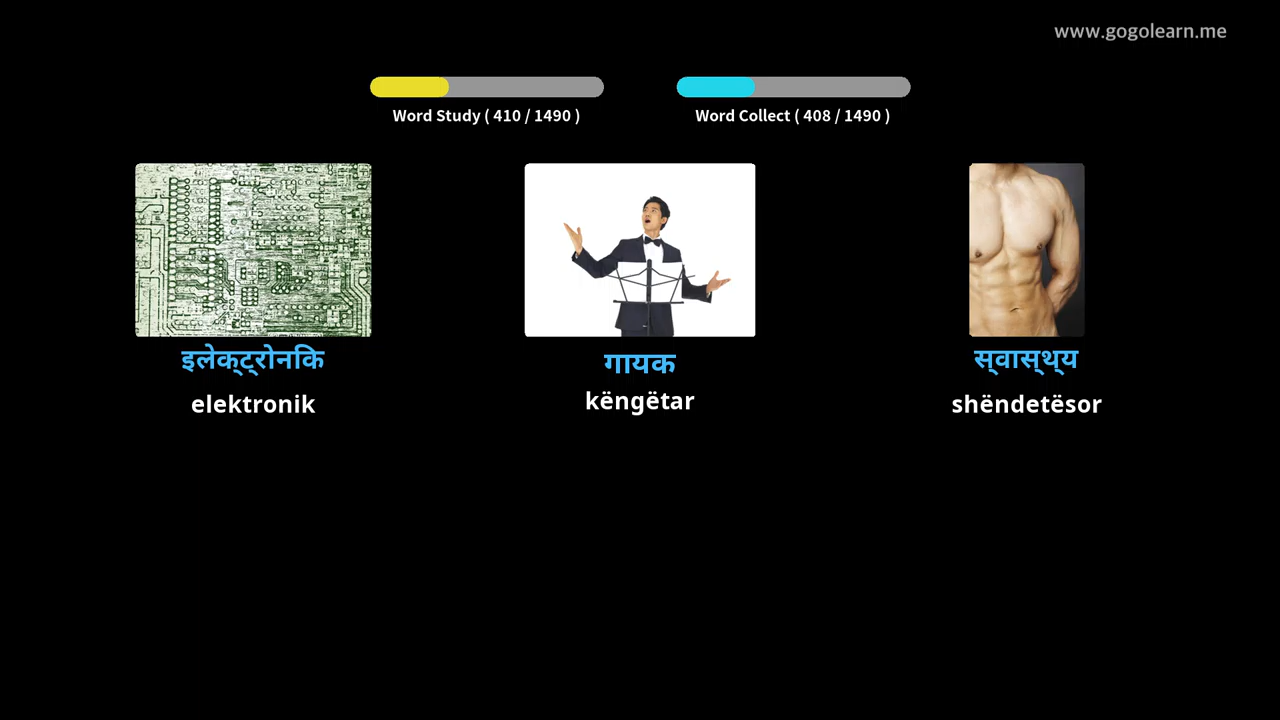 www.gogolearn.me
Word Study ( 410 / 1490 )
Word Collect ( 408 / 1490 )
इलेक्ट्रोनकि
गायक
स्वास्थ्य
elektronik
këngëtar
shëndetësor